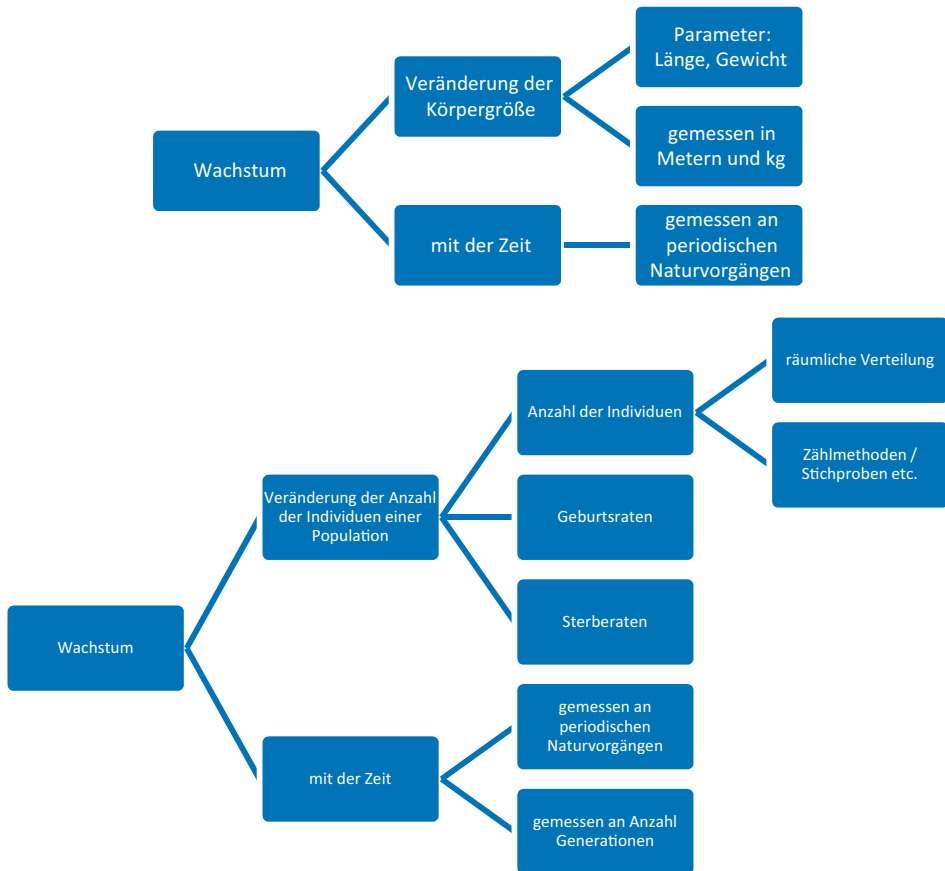 Wachstum
Veränderung der
Körpergröße
Parameter:
Länge, Gewicht
gemessen in
Metern und kg
mit der Zeit
gemessen an
periodischen
Naturvorgängen
Wachstum
Veränderung der Anzahl
der Individuen einer
Population
Anzahl der Individuen
räumliche Verteilung
Zählmethoden /
Stichproben etc.
Geburtsraten
Sterberaten
mit der Zeit
gemessen an
periodischen
Naturvorgängen
gemessen an Anzahl
Generationen